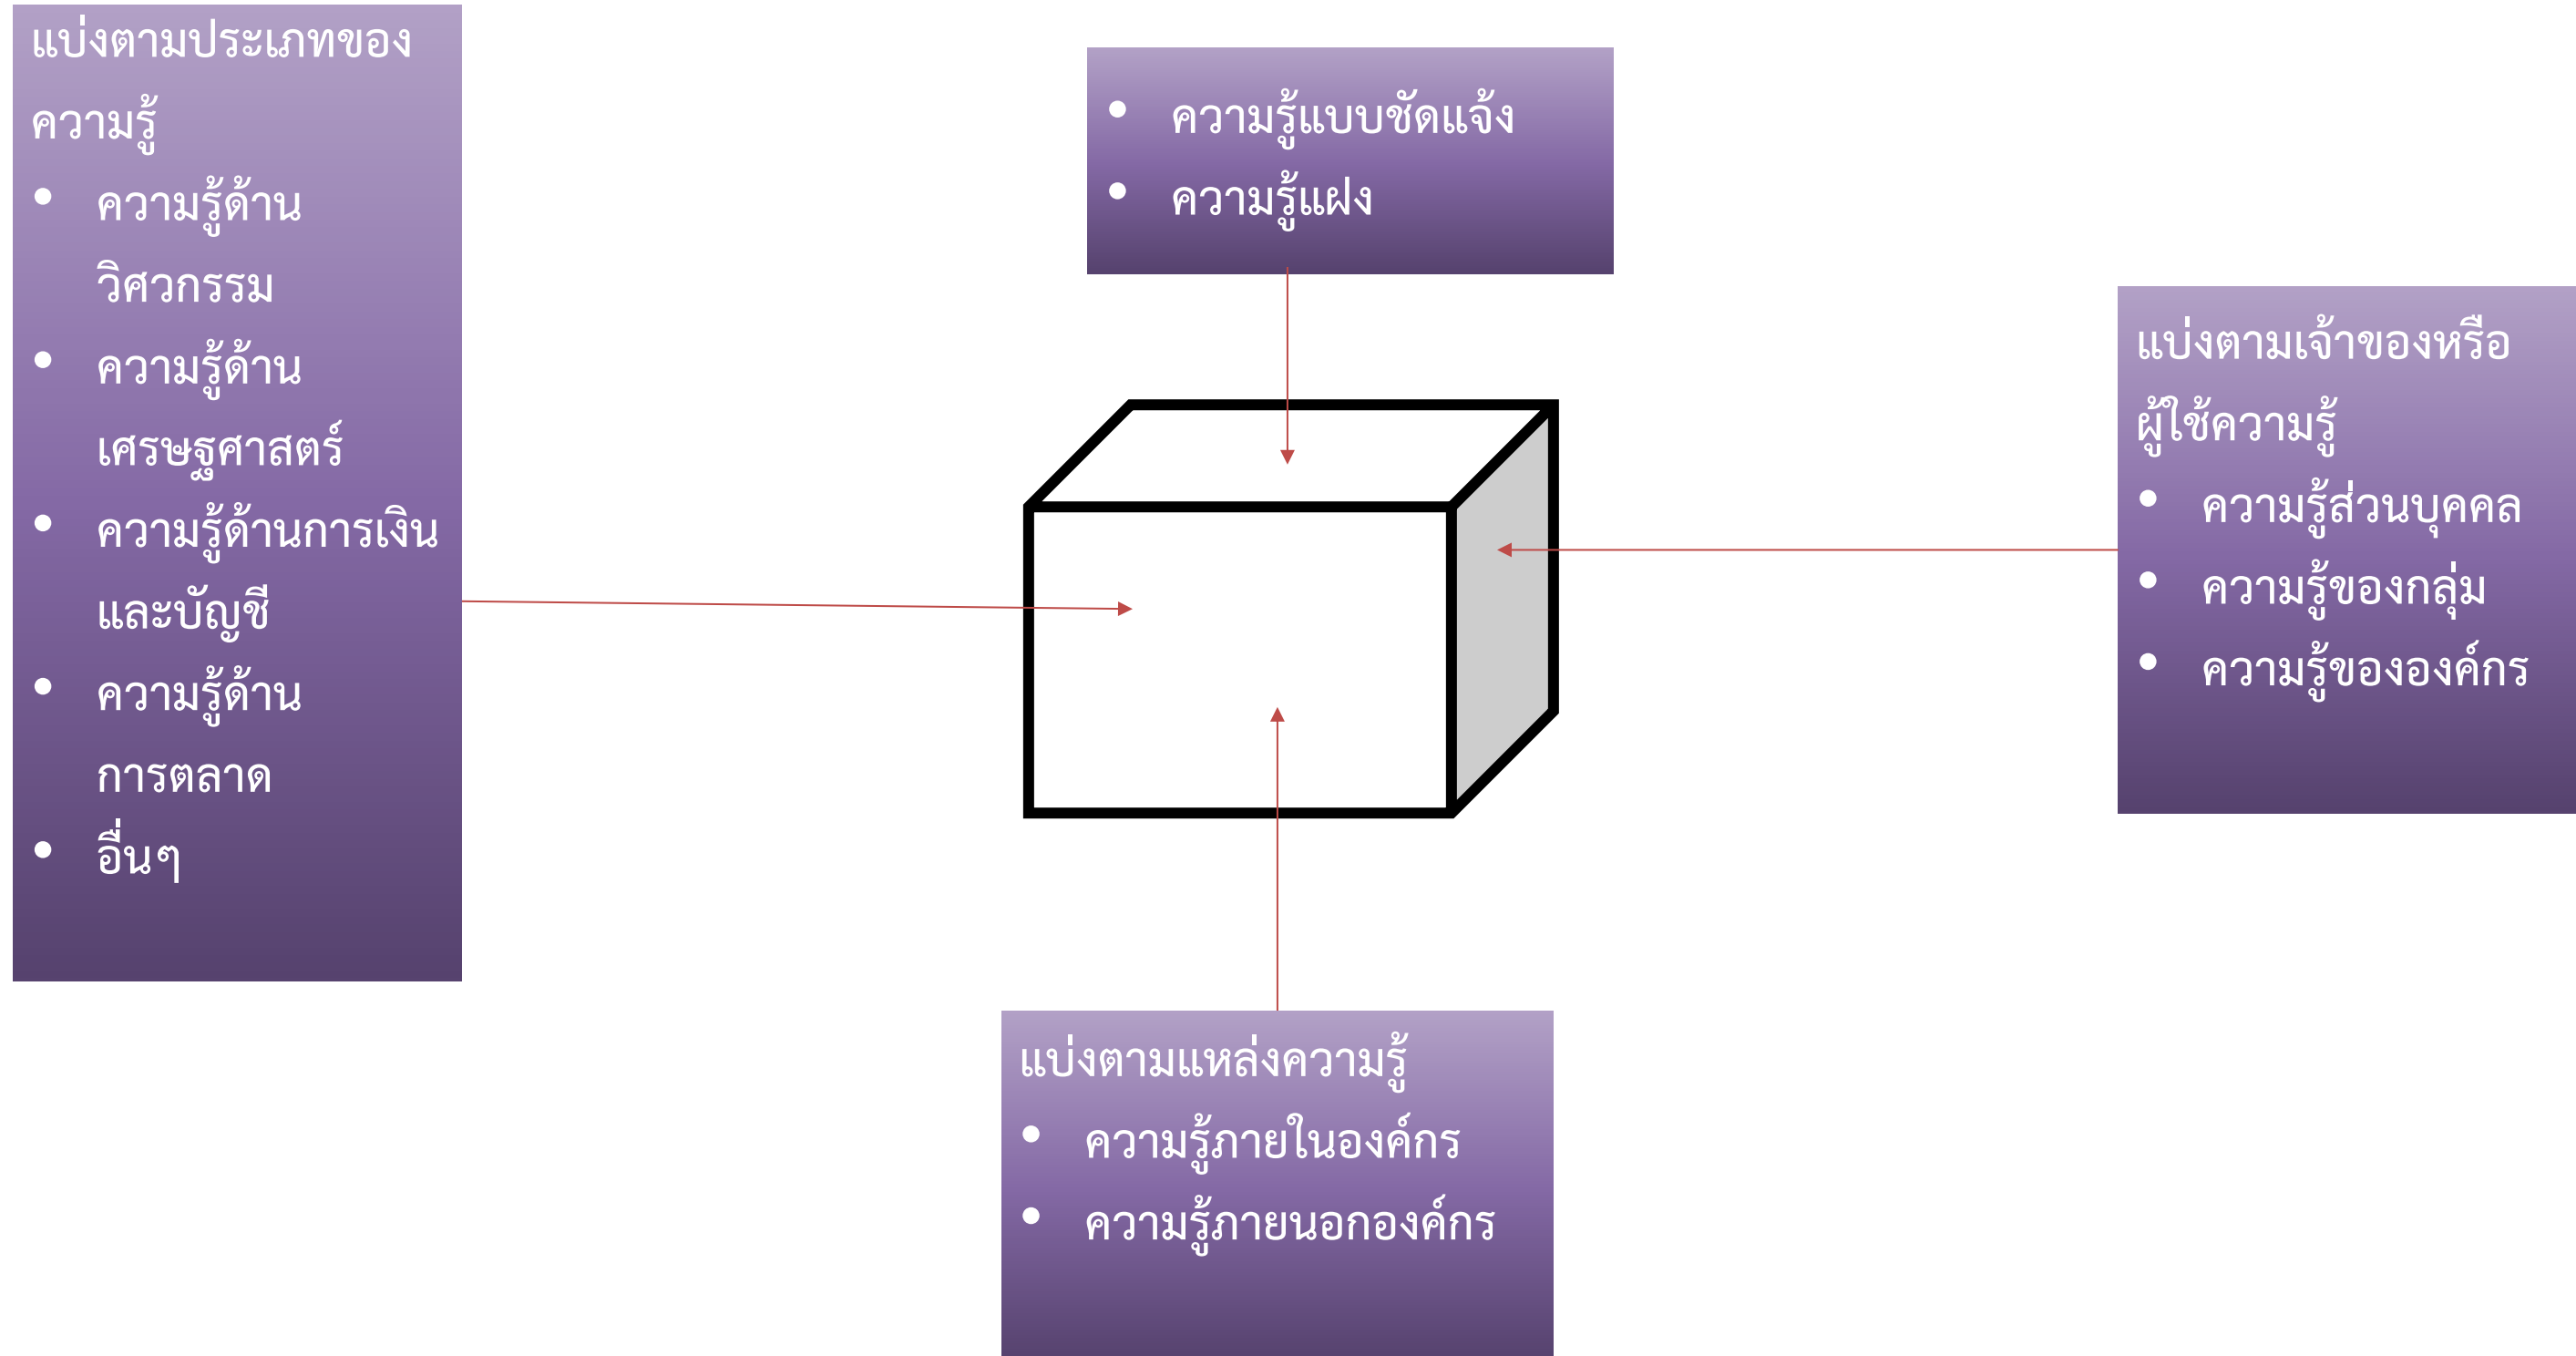 แบ่งตามประเภทของ
ความรู้
• ความรู้ด้าน
วิศวกรรม
• ความรู้ด้าน
เศรษฐศาสตร์
• ความรู้ด้านการเงิน
และบัญชี
• ความรู้ด้าน
การตลาด
• อื่นๆ
• ความรู้แบบชัดแจ้ง
• ความรู้แฝง
แบ่งตามเจ้าของหรือ
ผู้ใช้ความรู้
• ความรู้ส่วนบุคคล
• ความรู้ของกลุ่ม
• ความรู้ขององค์กร
แบ่งตามแหล่งความรู้
• ความรู้ภายในองค์กร
• ความรู้ภายนอกองค์กร